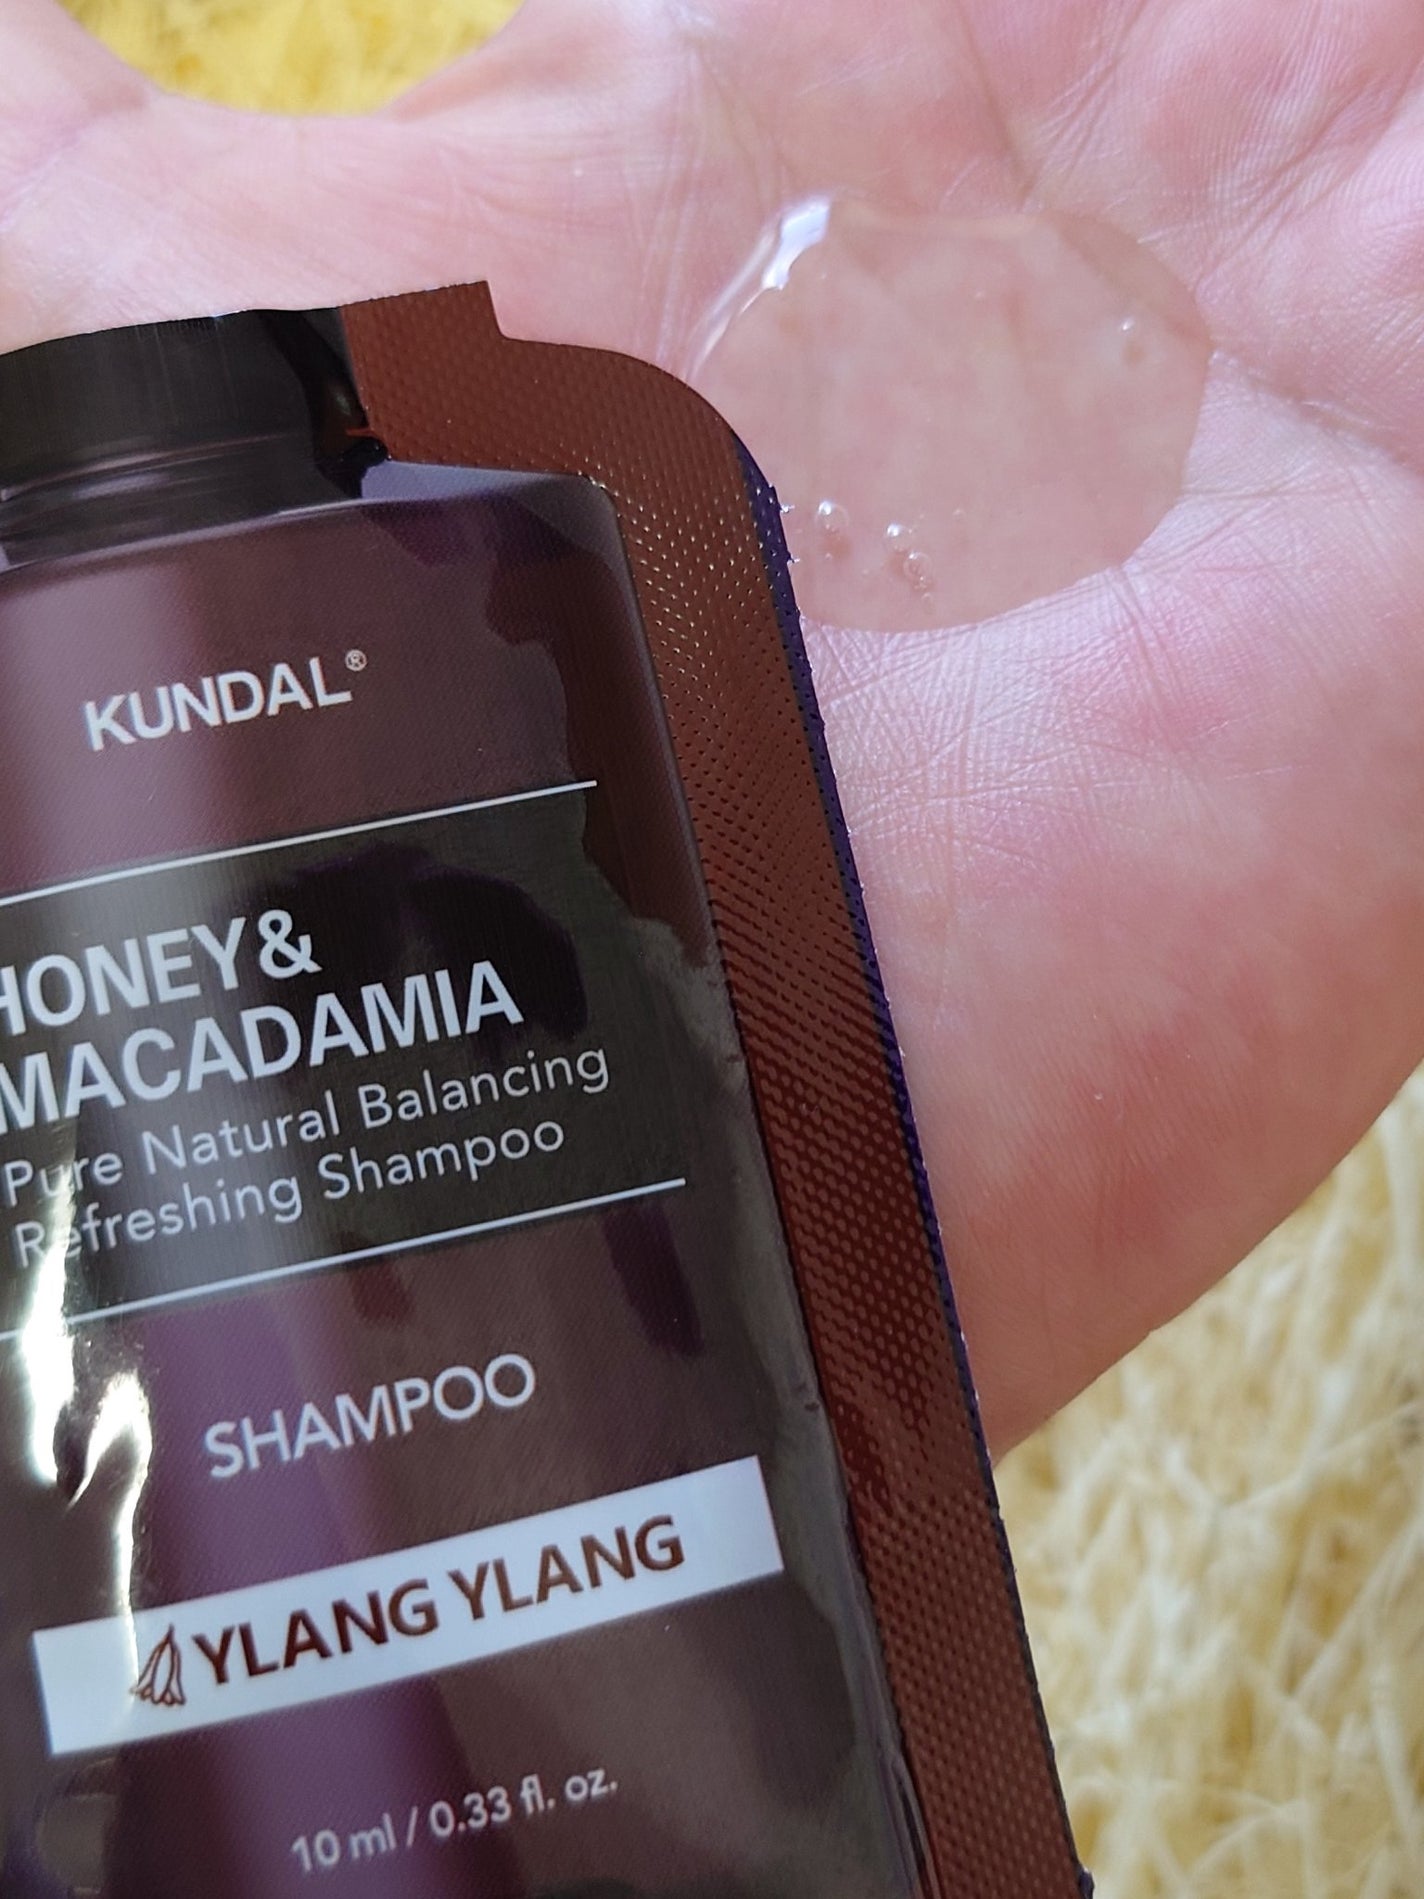 KUNDAL®
HONEY&
MACADAMIA
Pure Natural Balancing
Refreshing Shampoo
SHAMPOO
YLANG YLANG
10 ml / 0.33 fl. oz.